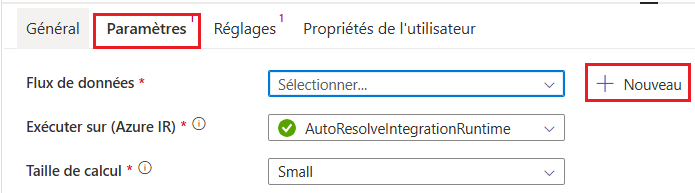 Général Paramètres 1 Réglages 1 Propriétés de l'utilisateur
Flux de données * Sélectionner... + Nouveau
Exécuter sur (Azure IR) * AutoResolveIntegrationRuntime
Taille de calcul * Small